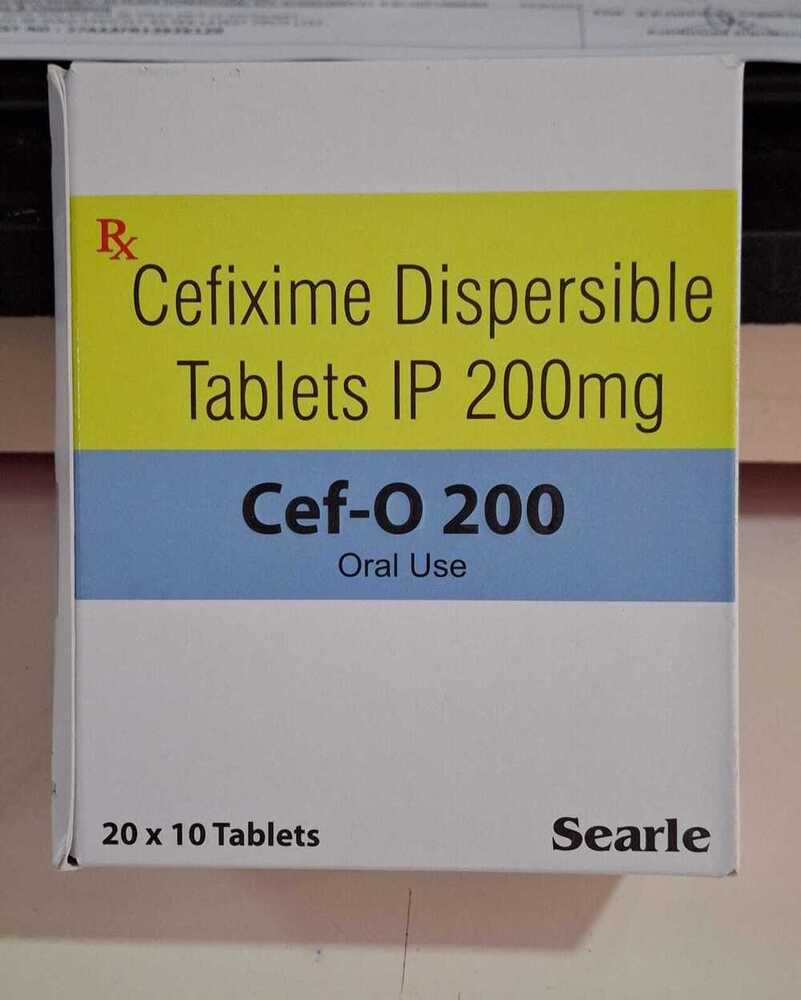 Rx
Cefixime Dispersible
Tablets IP 200mg
Cef-O 200
Oral Use
20 x 10 Tablets
Searle